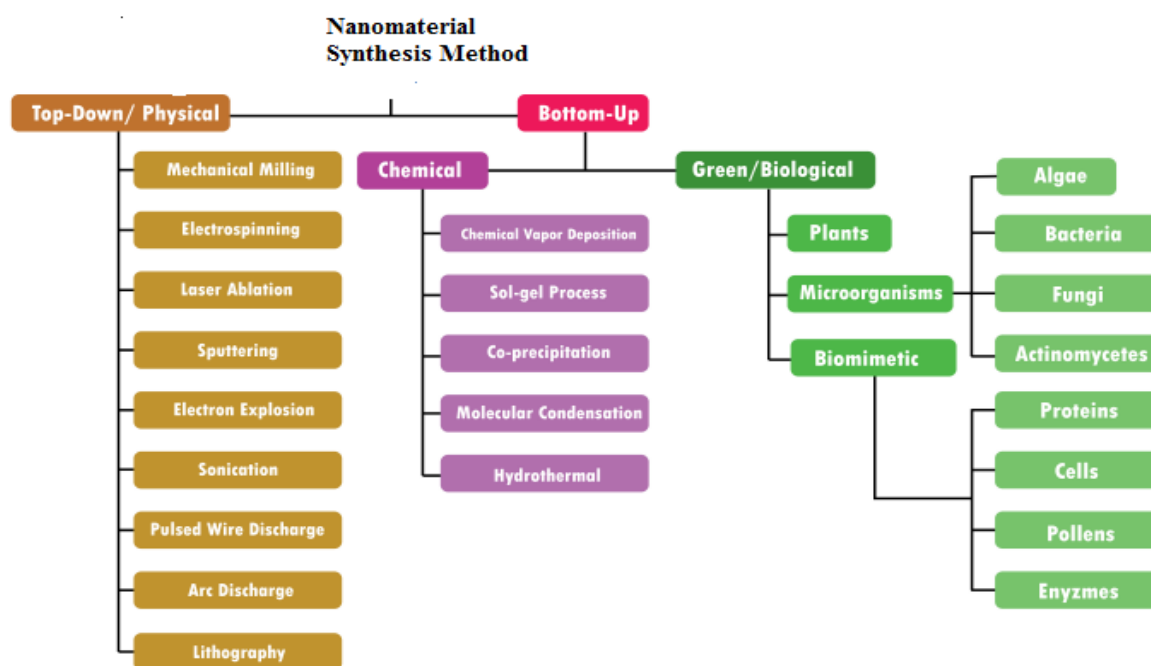 Nanomaterial
Synthesis Method
Top-Down/ Physical
Bottom-Up
Mechanical Milling
Electrospinning
Laser Ablation
Sputtering
Electron Explosion
Sonication
Pulsed Wire Discharge
Arc Discharge
Lithography
Chemical
Chemical Vapor Deposition
Sol-gel Process
Co-precipitation
Molecular Condensation
Hydrothermal
Green/Biological
Plants
Microorganisms
Biomimetic
Algae
Bacteria
Fungi
Actinomycetes
Proteins
Cells
Pollens
Enyzmes